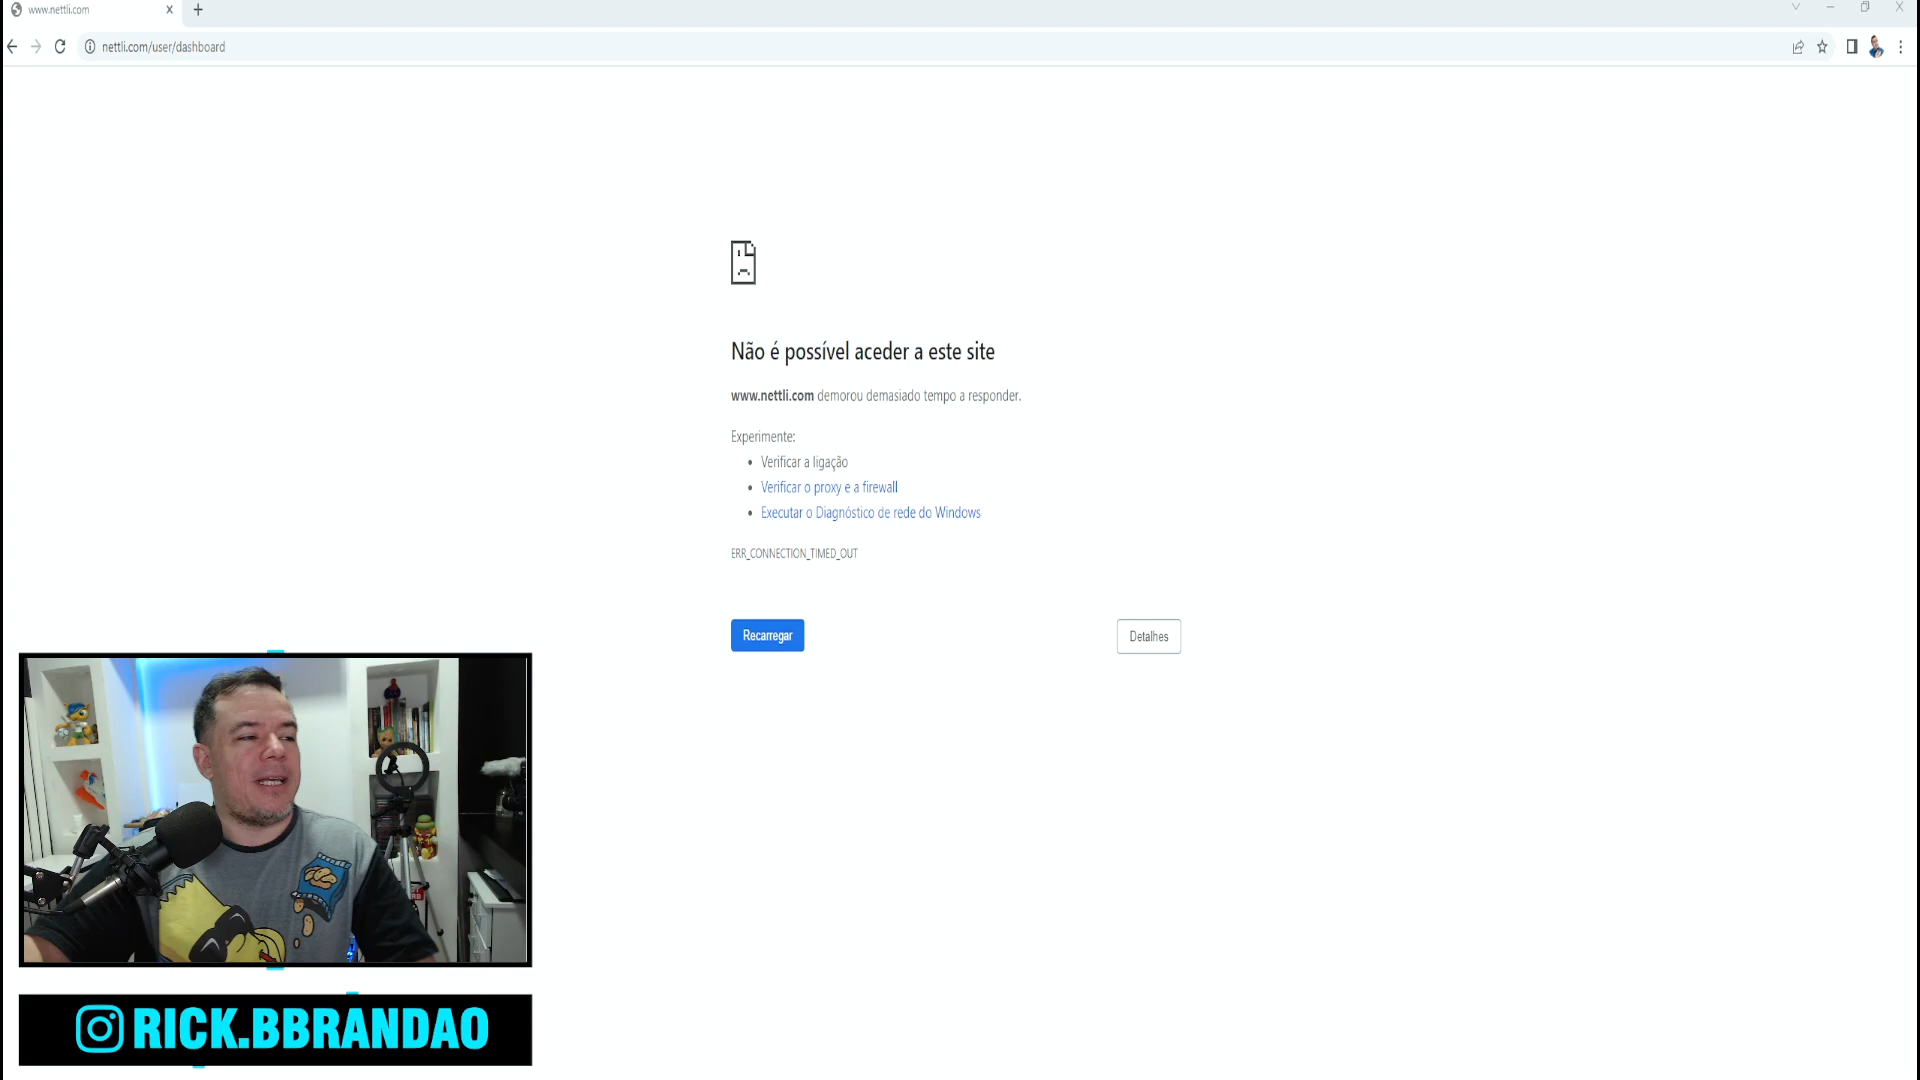 www.nettli.com
nettli.com/user/dashboard
Não é possível aceder a este site
www.nettli.com demorou demasiado tempo a responder.
Experimente:
Verificar a ligação
Verificar o proxy e a firewall
Executar o Diagnóstico de rede do Windows
ERR_CONNECTION_TIMED_OUT
Recarregar
Detalhes
RICK.BBRANDAO